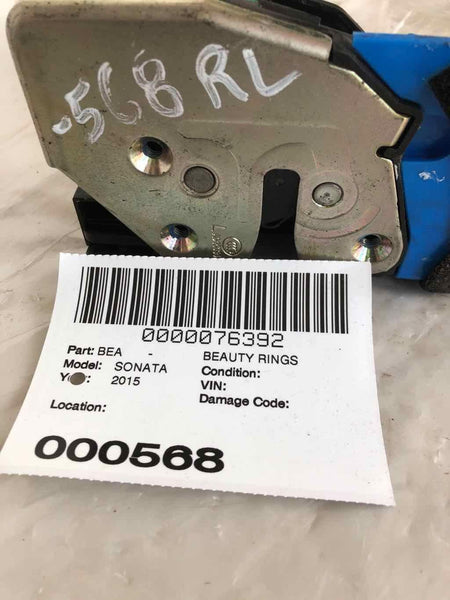 .568 RL
0000076392
Part: BEA - BEAUTY RINGS
Model: SONATA Condition:
2015 VIN:
Damage Code:
Location:
000568